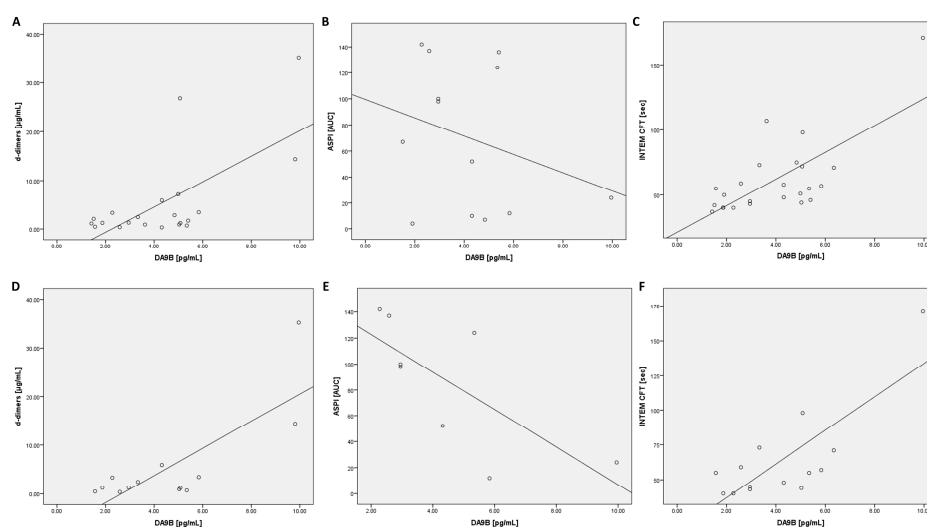 A
B
C
40.00
30.00
20.00
10.00
0.00
d-dimers [µg/mL]
0.00 2.00 4.00 6.00 8.00 10.00
DA9B [pg/mL]
140
120
100
80
60
40
20
0
ASPI [AUC]
0.00 2.00 4.00 6.00 8.00 10.00
DA9B [pg/mL]
150
100
50
INTEM CFT [sec]
0.00 2.00 4.00 6.00 8.00 10.00
DA9B [pg/mL]
D
E
F
40.00
30.00
20.00
10.00
0.00
d-dimers [µg/mL]
0.00 2.00 4.00 6.00 8.00 10.00
DA9B [pg/mL]
140
120
100
80
60
40
20
0
ASPI [AUC]
2.00 4.00 6.00 8.00 10.00
DA9B [pg/mL]
175
150
125
100
75
50
INTEM CFT [sec]
0.00 2.00 4.00 6.00 8.00 10.00
DA9B [pg/mL]